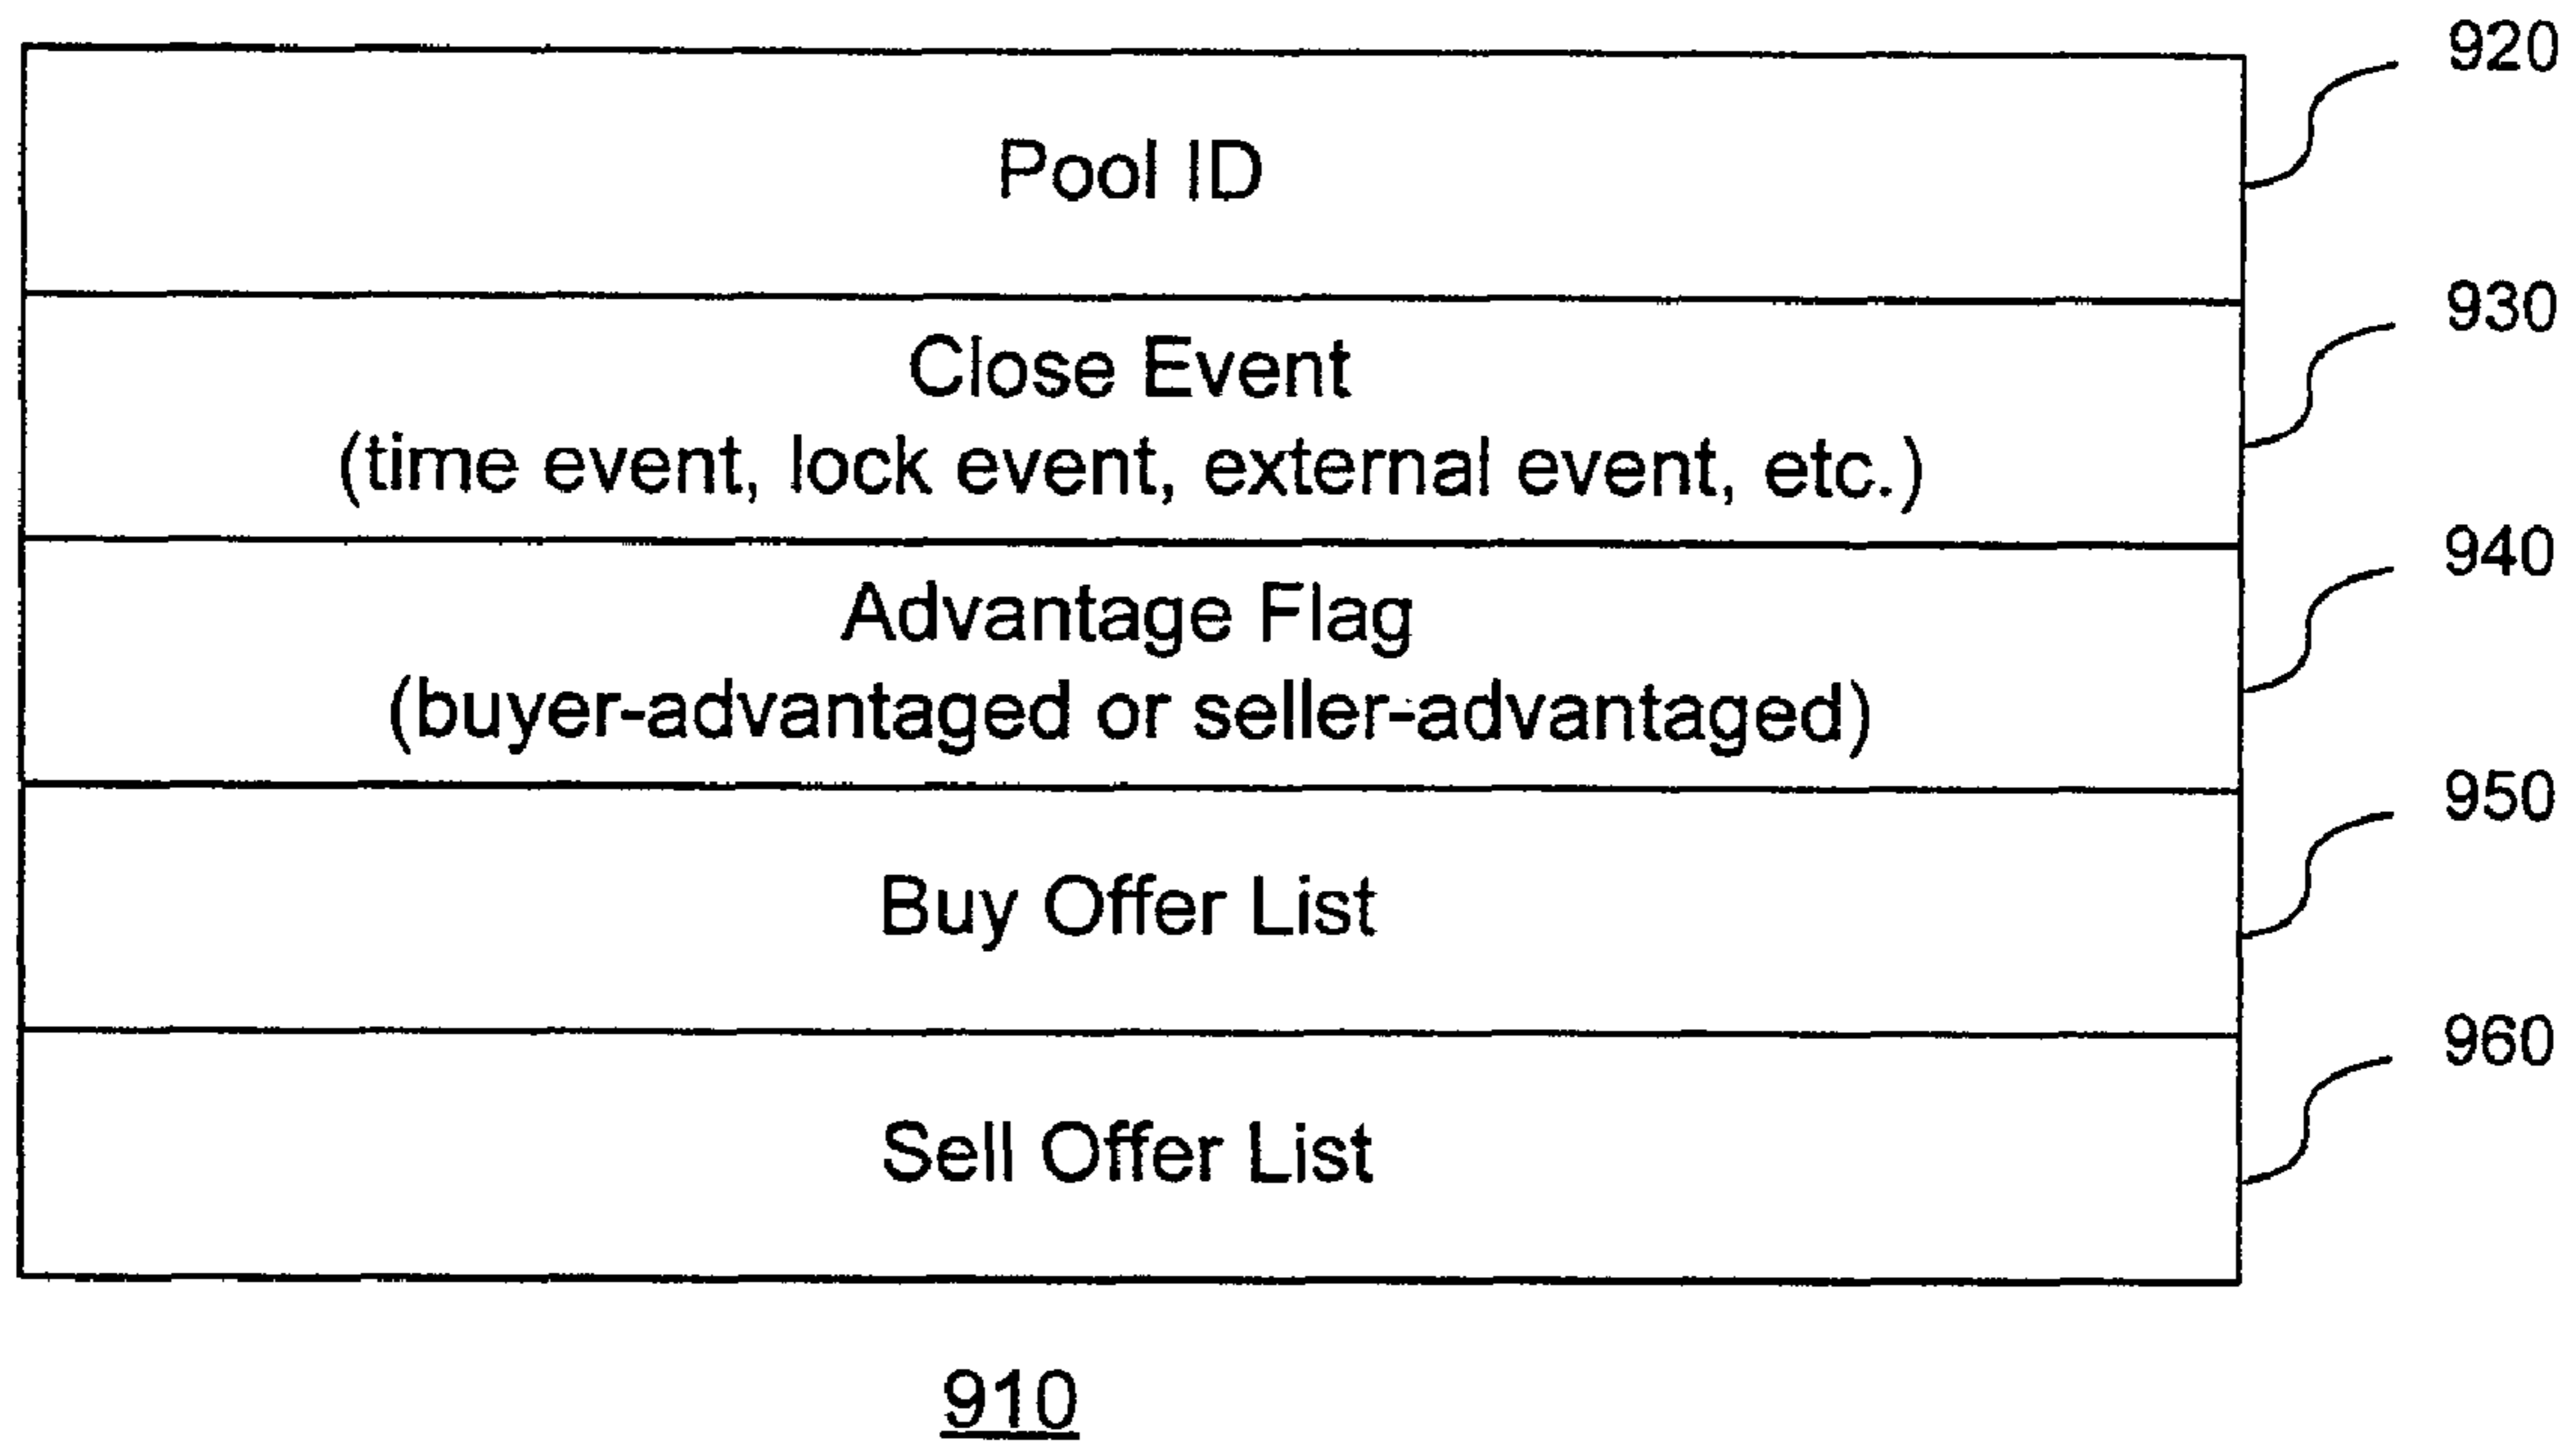 920
Pool ID
930
Close Event
(time event, lock event, external event, etc.)
940
Advantage Flag
(buyer-advantaged or seller-advantaged)
950
Buy Offer List
960
Sell Offer List
910